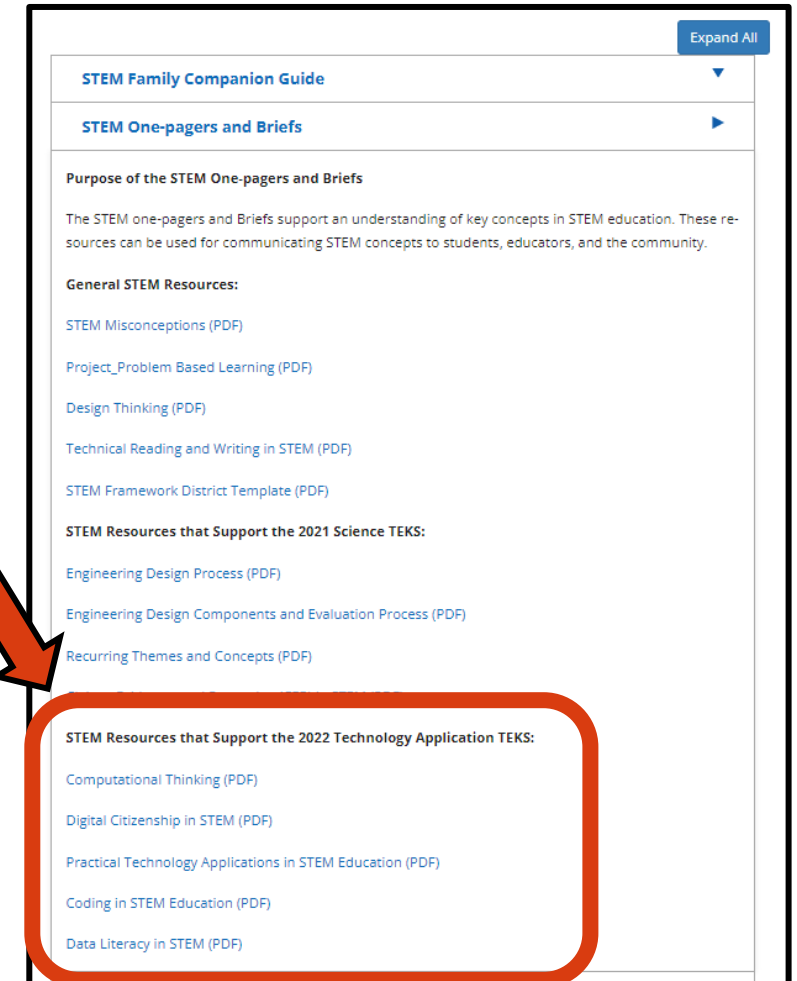 Expand All
STEM Family Companion Guide
STEM One-pagers and Briefs
Purpose of the STEM One-pagers and Briefs
The STEM one-pagers and Briefs support an understanding of key concepts in STEM education. These re-
sources can be used for communicating STEM concepts to students, educators, and the community.
General STEM Resources:
STEM Misconceptions (PDF)
Project_Problem Based Learning (PDF)
Design Thinking (PDF)
Technical Reading and Writing in STEM (PDF)
STEM Framework District Template (PDF)
STEM Resources that Support the 2021 Science TEKS:
Engineering Design Process (PDF)
Engineering Design Components and Evaluation Process (PDF)
Recurring Themes and Concepts (PDF)
STEM Resources that Support the 2022 Technology Application TEKS:
Computational Thinking (PDF)
Digital Citizenship in STEM (PDF)
Practical Technology Applications in STEM Education (PDF)
Coding in STEM Education (PDF)
Data Literacy in STEM (PDF)